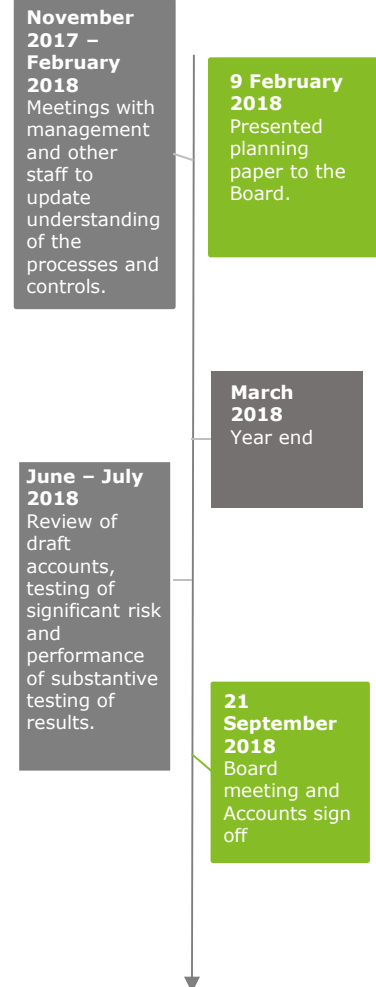 November
2017 –
February
2018
Meetings with
management
and other
staff to
update
understanding
of the
processes and
controls.
9 February
2018
Presented
planning
paper to the
Board.
March
2018
Year end
June – July
2018
Review of
draft
accounts,
testing of
significant risk
and
performance
of substantive
testing of
results.
21
September
2018
Board
meeting and
Accounts sign
off